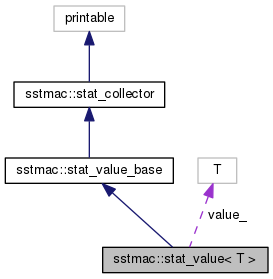 printable
sstmac::stat_collector
sstmac::stat_value_base
T
value_
sstmac::stat_value< T >